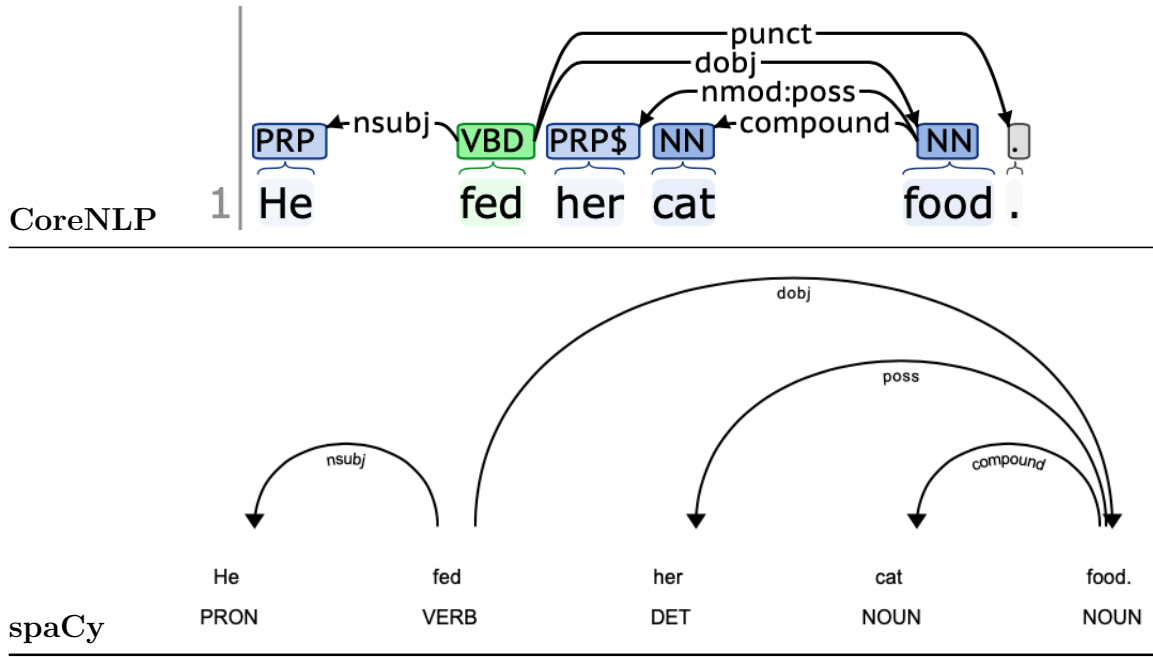 punct
dobj
nmod:poss
nsubj compound
PRP VBD PRP$ NN NN .
CoreNLP 1 He fed her cat food .
dobj
poss
nsubj compound
He fed her cat food.
spaCy PRON VERB DET NOUN NOUN